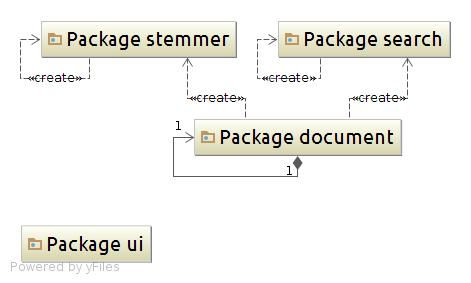 Package stemmer
Package search
«create»
«create»
«create»
«create»
1
Package document
1
Package ui
Powered by yFiles